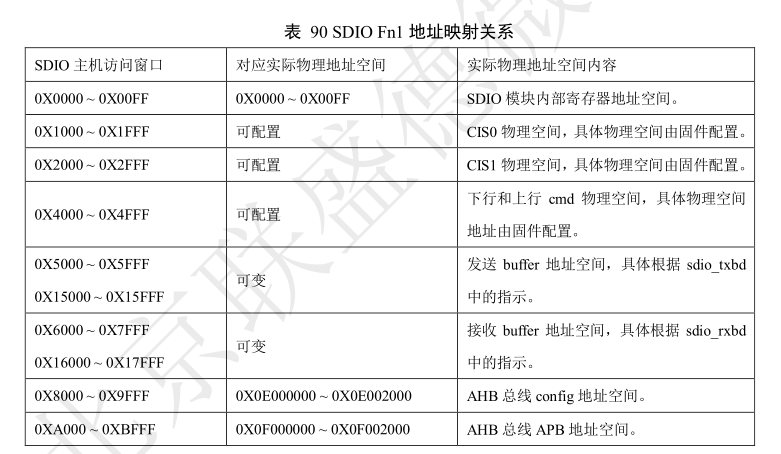 表 90 SDIO Fn1 地址映射关系
SDIO 主机访问窗口 对应实际物理地址空间 实际物理地址空间内容
0X0000 ~ 0X00FF 0X0000 ~ 0X00FF SDIO 模块内部寄存器地址空间。
0X1000 ~ 0X1FFF 可配置 CIS0 物理空间，具体物理空间由固件配置。
0X2000 ~ 0X2FFF 可配置 CIS1 物理空间，具体物理空间由固件配置。
0X4000 ~ 0X4FFF 可配置 下行和上行 cmd 物理空间，具体物理空间
地址由固件配置。
0X5000 ~ 0X5FFF
0X15000 ~ 0X15FFF
可变
发送 buffer 地址空间，具体根据 sdio_txbd
中的指示。
0X6000 ~ 0X7FFF
0X16000 ~ 0X17FFF
可变
接收 buffer 地址空间，具体根据 sdio_rxbd
中的指示。
0X8000 ~ 0X9FFF 0X0E000000 ~ 0X0E002000 AHB 总线 config 地址空间。
0XA000 ~ 0XBFFF 0X0F000000 ~ 0X0F002000 AHB 总线 APB 地址空间。
北京联盛德微